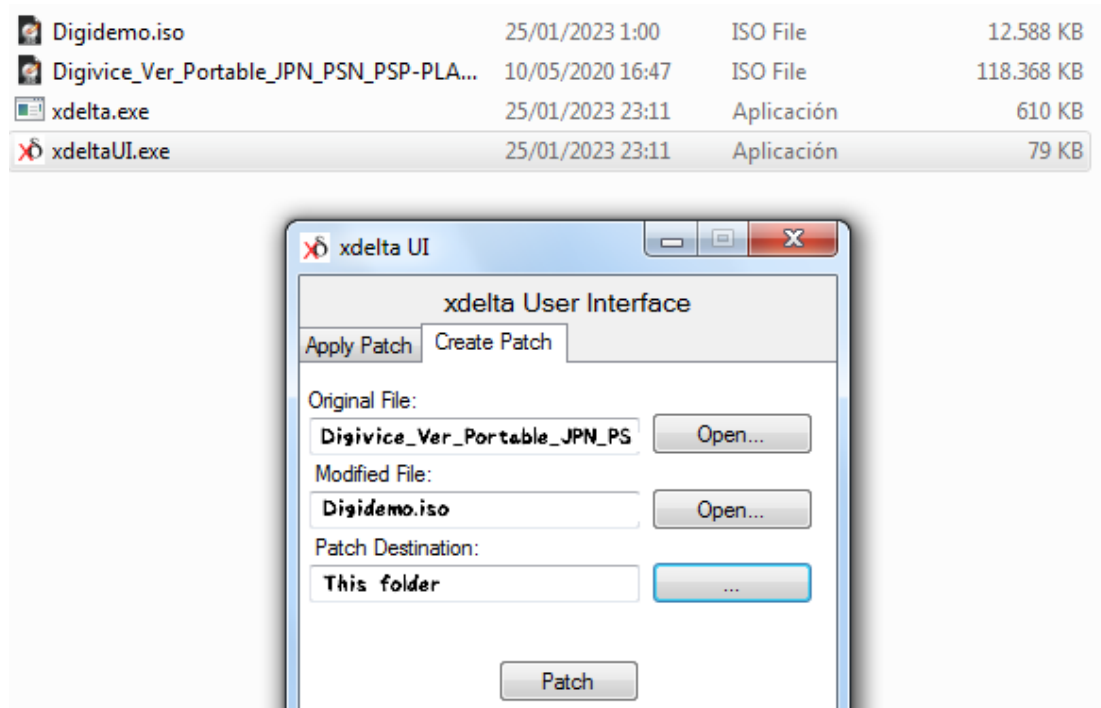 Digidemo.iso 25/01/2023 1:00 ISO File 12.588 KB
Digivice_Ver_Portable_JPN_PSN_PSP-PLA... 10/05/2020 16:47 ISO File 118.368 KB
xdelta.exe 25/01/2023 23:11 Aplicación 610 KB
xdeltaUI.exe 25/01/2023 23:11 Aplicación 79 KB
xδ xdelta UI
xdelta User Interface
Apply Patch Create Patch
Original File:
Digivice_Ver_Portable_JPN_PS Open...
Modified File:
Digidemo.iso Open...
Patch Destination:
This folder ...
Patch